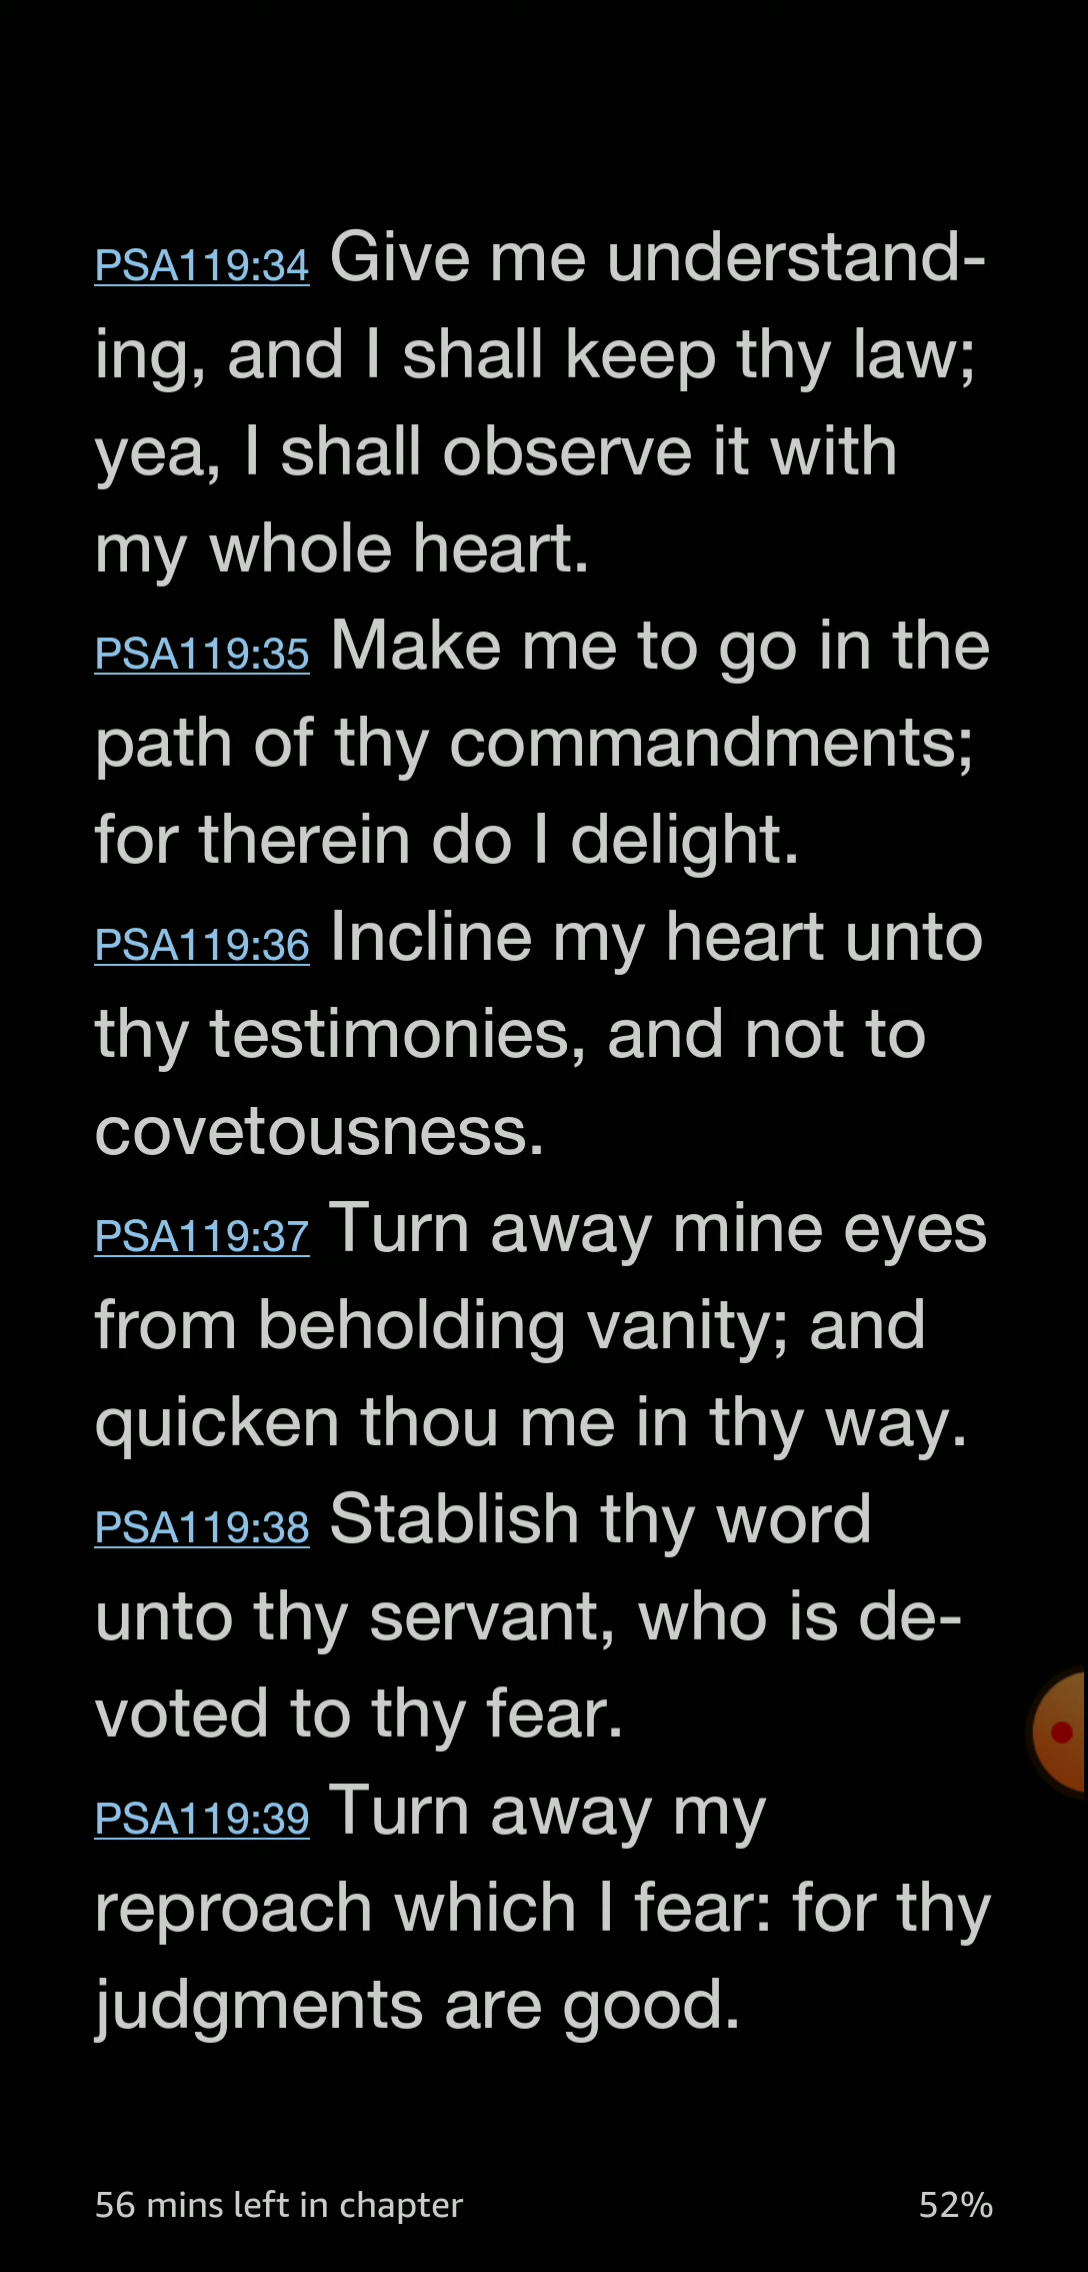 PSA119:34 Give me understand-
ing, and I shall keep thy law;
yea, I shall observe it with
my whole heart.
PSA119:35 Make me to go in the
path of thy commandments;
for therein do I delight.
PSA119:36 Incline my heart unto
thy testimonies, and not to
covetousness.
PSA119:37 Turn away mine eyes
from beholding vanity; and
quicken thou me in thy way.
PSA119:38 Stablish thy word
unto thy servant, who is de-
voted to thy fear.
PSA119:39 Turn away my
reproach which I fear: for thy
judgments are good.
56 mins left in chapter 52%